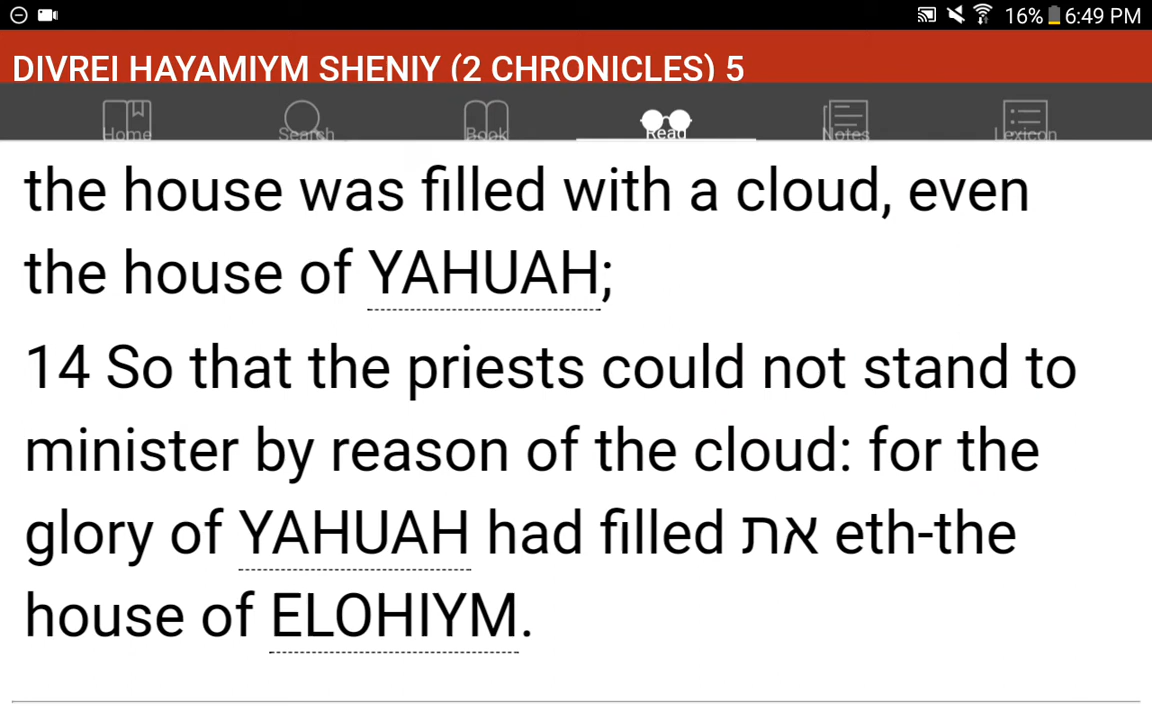 16% 6:49 PM
DIVREI HAYAMIYM SHENIY (2 CHRONICLES) 5
Home Search Book Read Notes Lexicon
the house was filled with a cloud, even
the house of YAHUAH;
14 So that the priests could not stand to
minister by reason of the cloud: for the
glory of YAHUAH had filled את eth-the
house of ELOHIYM.